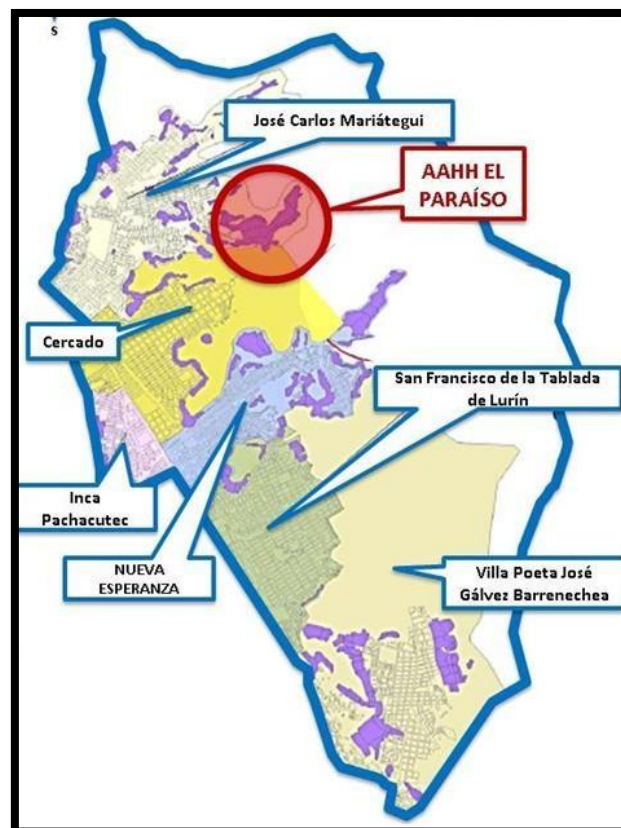 S
José Carlos Mariátegui
AAHH EL
PARAÍSO
Cercado
San Francisco de la Tablada
de Lurín
Inca
Pachacutec
NUEVA
ESPERANZA
Villa Poeta José
Gálvez Barrenechea